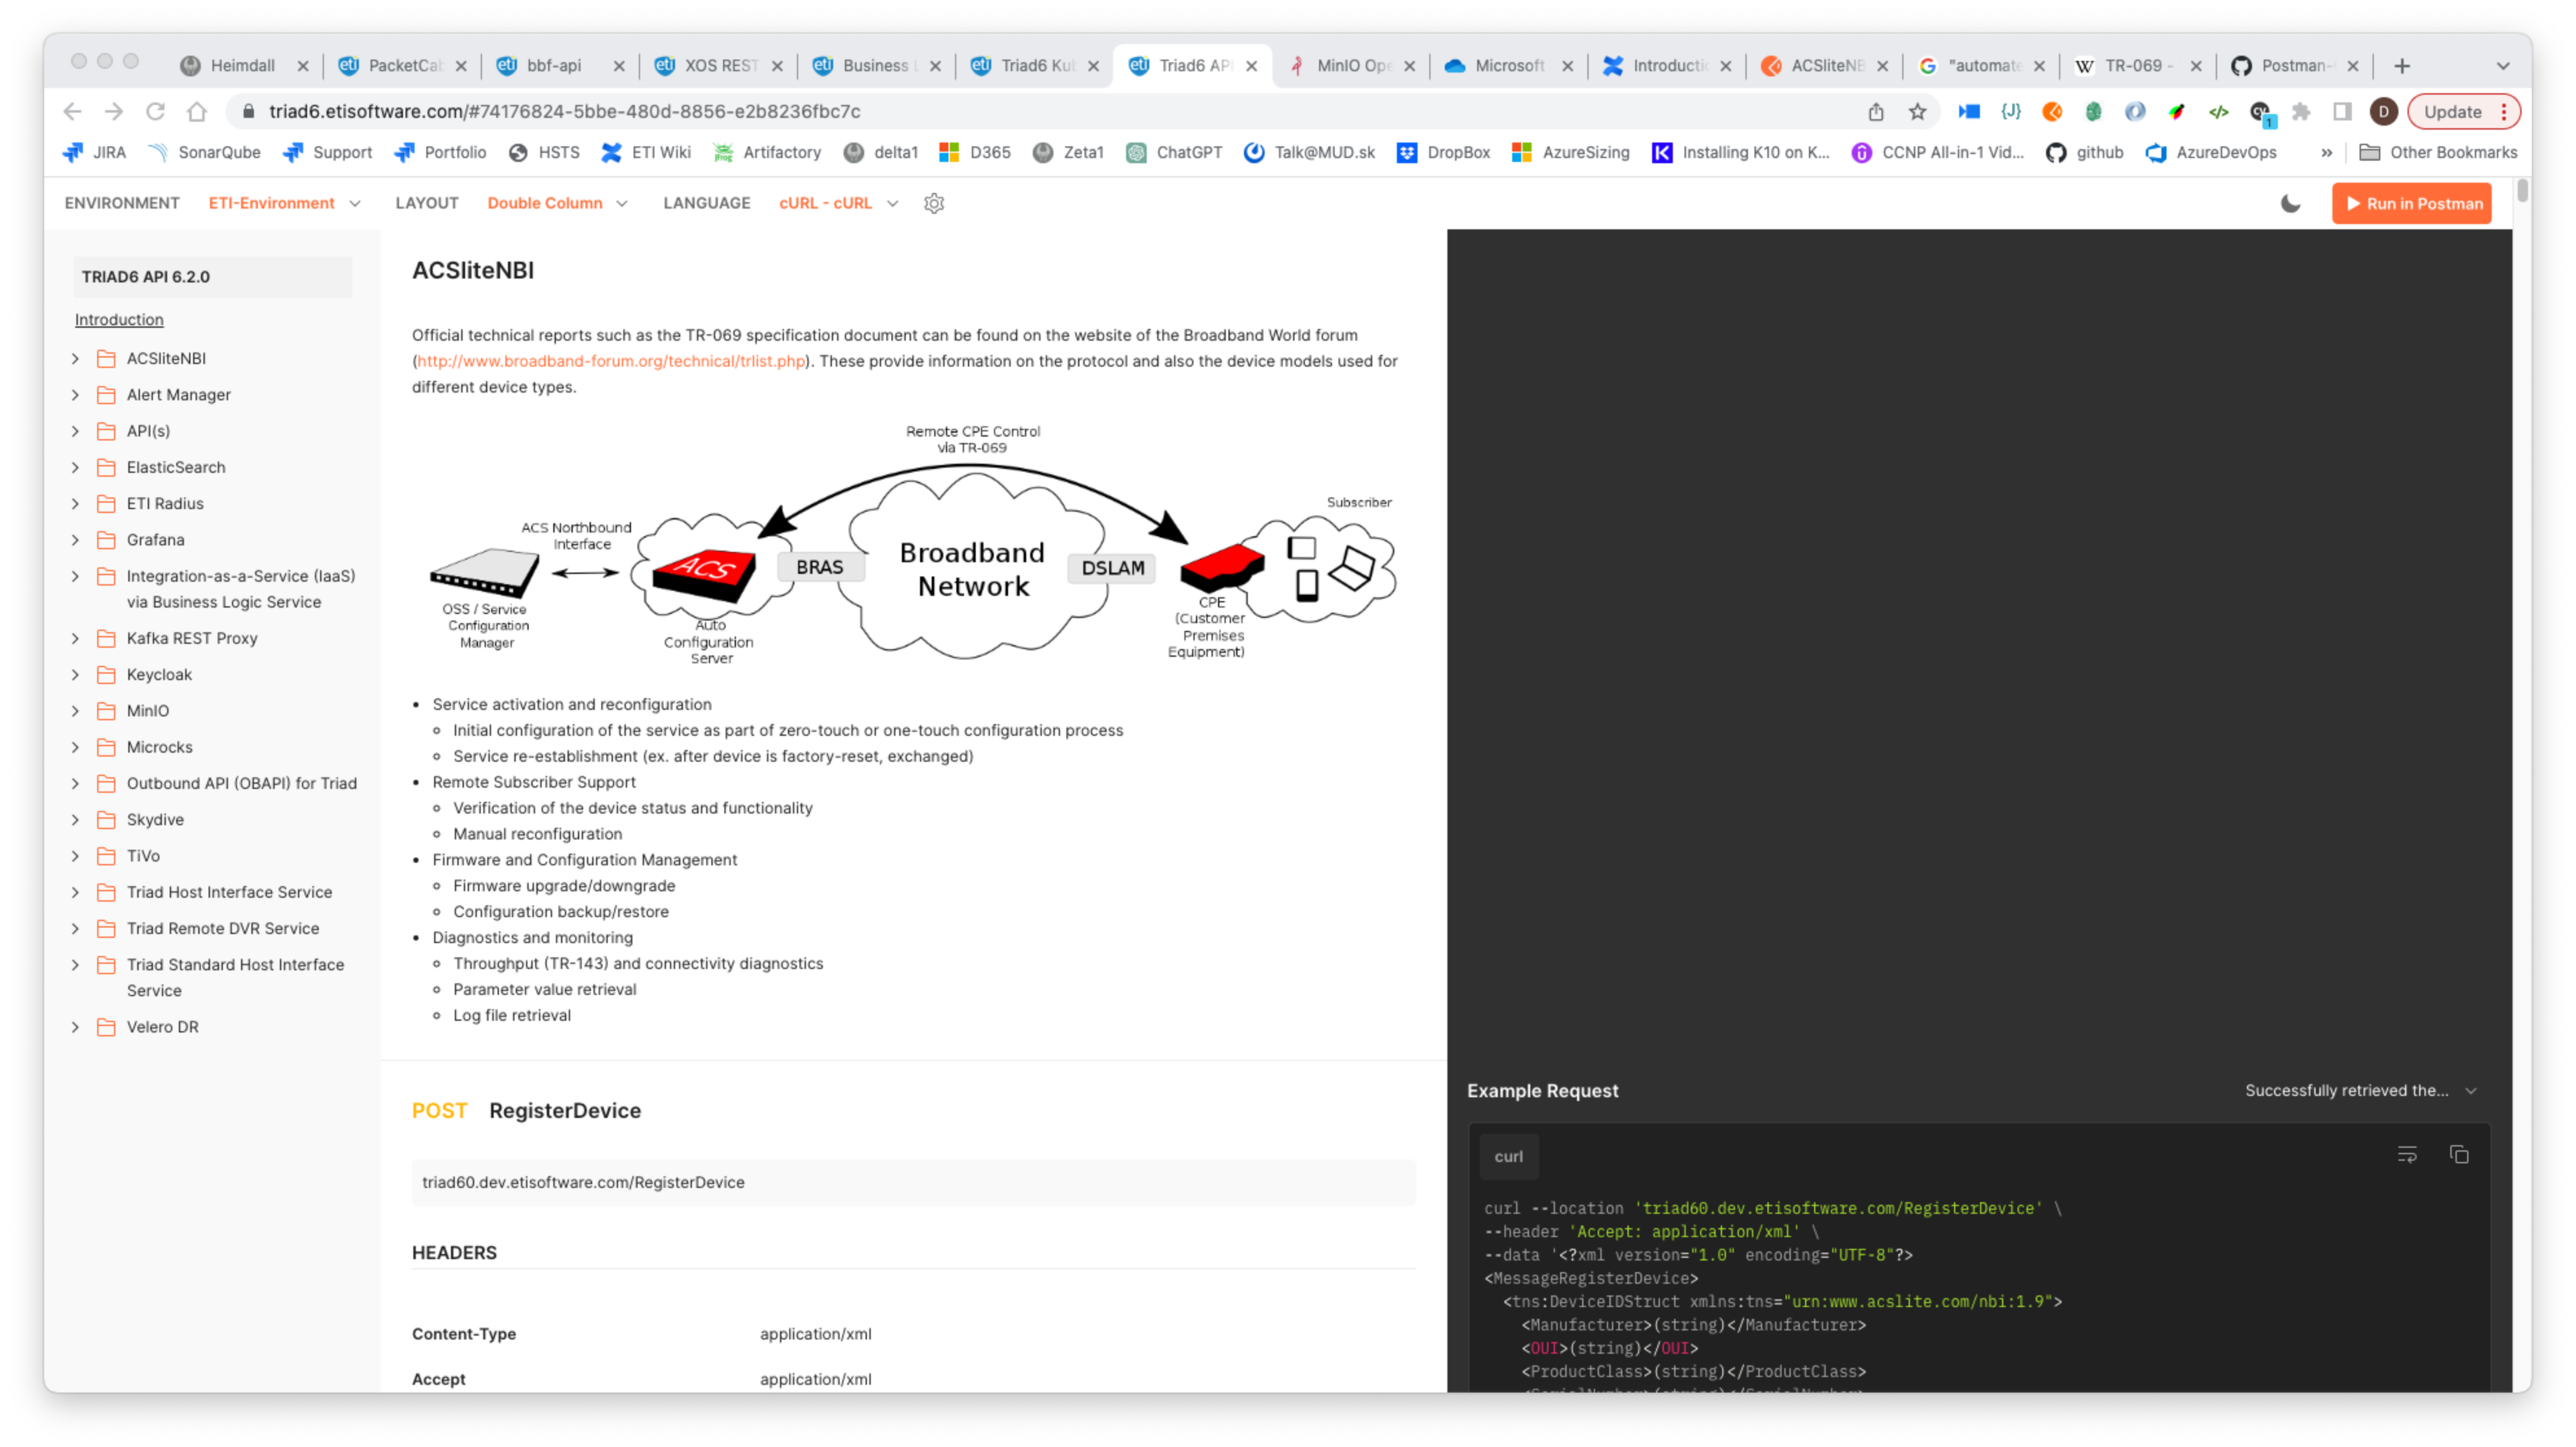 Heimdall
PacketCab
bbf-api
XOS REST
Business L
Triad6 Kub
Triad6 API
MinIO Ope
Microsoft
Introductio
ACSliteNB
"automate
TR-069 -
Postman-
triad6.etisoftware.com/#74176824-5bbe-480d-8856-e2b8236fbc7c
{J}
</>
1
D
Update
JIRA
SonarQube
Support
Portfolio
HSTS
ETI Wiki
Artifactory
delta1
D365
Zeta1
ChatGPT
Talk@MUD.sk
DropBox
AzureSizing
Installing K10 on K...
CCNP All-in-1 Vid...
github
AzureDevOps
»
Other Bookmarks
ENVIRONMENT ETI-Environment LAYOUT Double Column LANGUAGE cURL - cURL
Run in Postman
TRIAD6 API 6.2.0
Introduction
ACSliteNBI
Alert Manager
API(s)
ElasticSearch
ETI Radius
Grafana
Integration-as-a-Service (IaaS)
via Business Logic Service
Kafka REST Proxy
Keycloak
MinIO
Microcks
Outbound API (OBAPI) for Triad
Skydive
TiVo
Triad Host Interface Service
Triad Remote DVR Service
Triad Standard Host Interface
Service
Velero DR
ACSliteNBI
Official technical reports such as the TR-069 specification document can be found on the website of the Broadband World forum
(http://www.broadband-forum.org/technical/trlist.php). These provide information on the protocol and also the device models used for
different device types.
Remote CPE Control
via TR-069
Subscriber
ACS Northbound
Interface
ACS
BRAS
Broadband
Network
DSLAM
OSS / Service
Configuration
Manager
Auto
Configuration
Server
CPE
(Customer
Premises
Equipment)
• Service activation and reconfiguration
◦ Initial configuration of the service as part of zero-touch or one-touch configuration process
◦ Service re-establishment (ex. after device is factory-reset, exchanged)
• Remote Subscriber Support
◦ Verification of the device status and functionality
◦ Manual reconfiguration
• Firmware and Configuration Management
◦ Firmware upgrade/downgrade
◦ Configuration backup/restore
• Diagnostics and monitoring
◦ Throughput (TR-143) and connectivity diagnostics
◦ Parameter value retrieval
◦ Log file retrieval
POST RegisterDevice
triad60.dev.etisoftware.com/RegisterDevice
HEADERS
Content-Type application/xml
Accept application/xml
Example Request
Successfully retrieved the...
curl
curl --location 'triad60.dev.etisoftware.com/RegisterDevice' \
--header 'Accept: application/xml' \
--data '<?xml version="1.0" encoding="UTF-8"?>
<MessageRegisterDevice>
<tns:DeviceIDStruct xmlns:tns="urn:www.acslite.com/nbi:1.9">
<Manufacturer>(string)</Manufacturer>
<OUI>(string)</OUI>
<ProductClass>(string)</ProductClass>